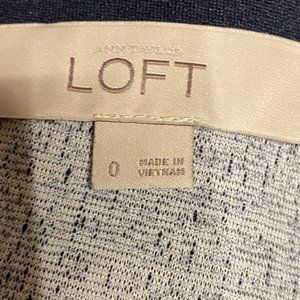 ANN TAYLOR
LOFT
0
MADE IN
VIETNAM